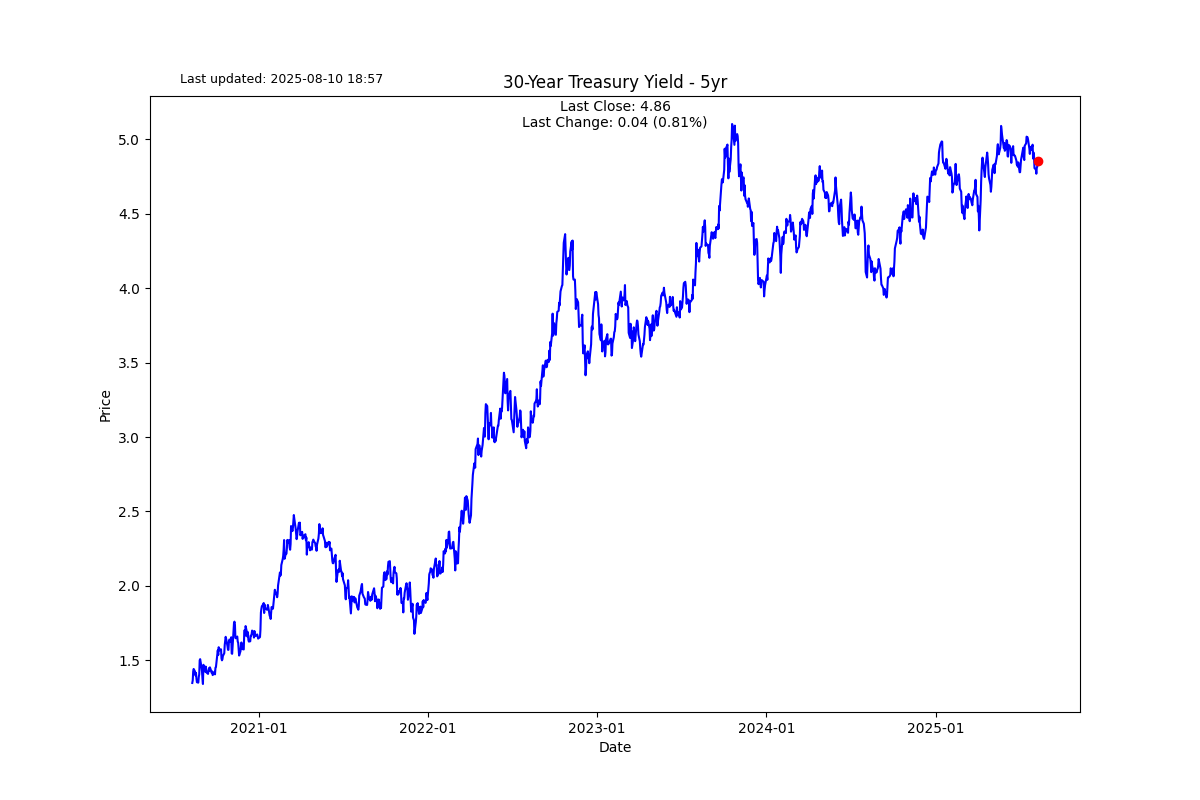 Last updated: 2025-08-10 18:57
30-Year Treasury Yield - 5yr
Last Close: 4.86
Last Change: 0.04 (0.81%)
5.0
4.5
4.0
3.5
3.0
2.5
2.0
1.5
Price
2021-01
2022-01
2023-01
2024-01
2025-01
Date